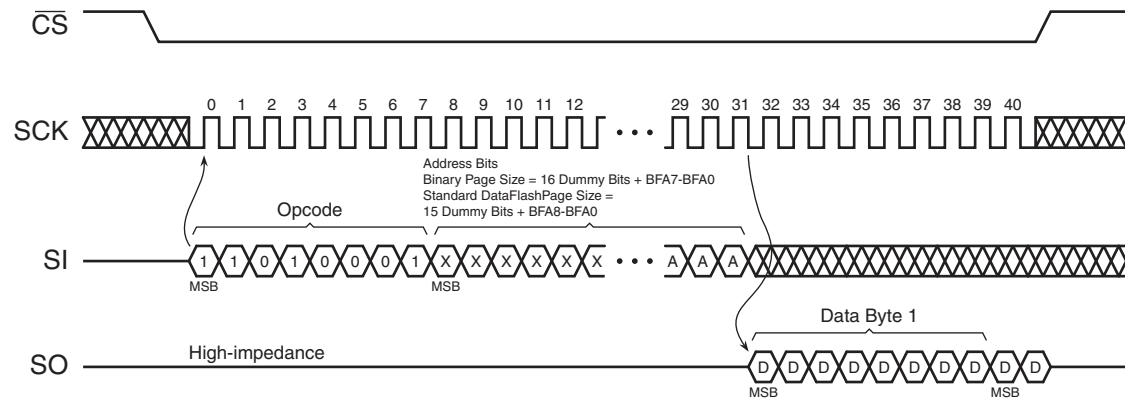 CS
0 1 2 3 4 5 6 7 8 9 10 11 12 29 30 31 32 33 34 35 36 37 38 39 40
SCK
Address Bits
Binary Page Size = 16 Dummy Bits + BFA7-BFA0
Standard DataFlashPage Size =
15 Dummy Bits + BFA8-BFA0
Opcode
SI 1 1 0 1 0 0 0 1 X X X X X X A A A
MSB MSB
Data Byte 1
High-impedance
SO D D D D D D D D D D
MSB MSB